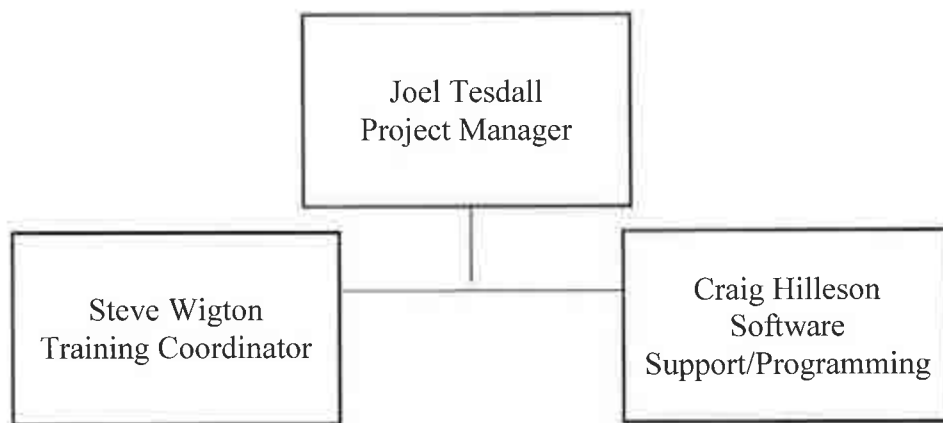 Joel Tesdall
Project Manager
Steve Wigton
Training Coordinator
Craig Hilleson
Software
Support/Programming